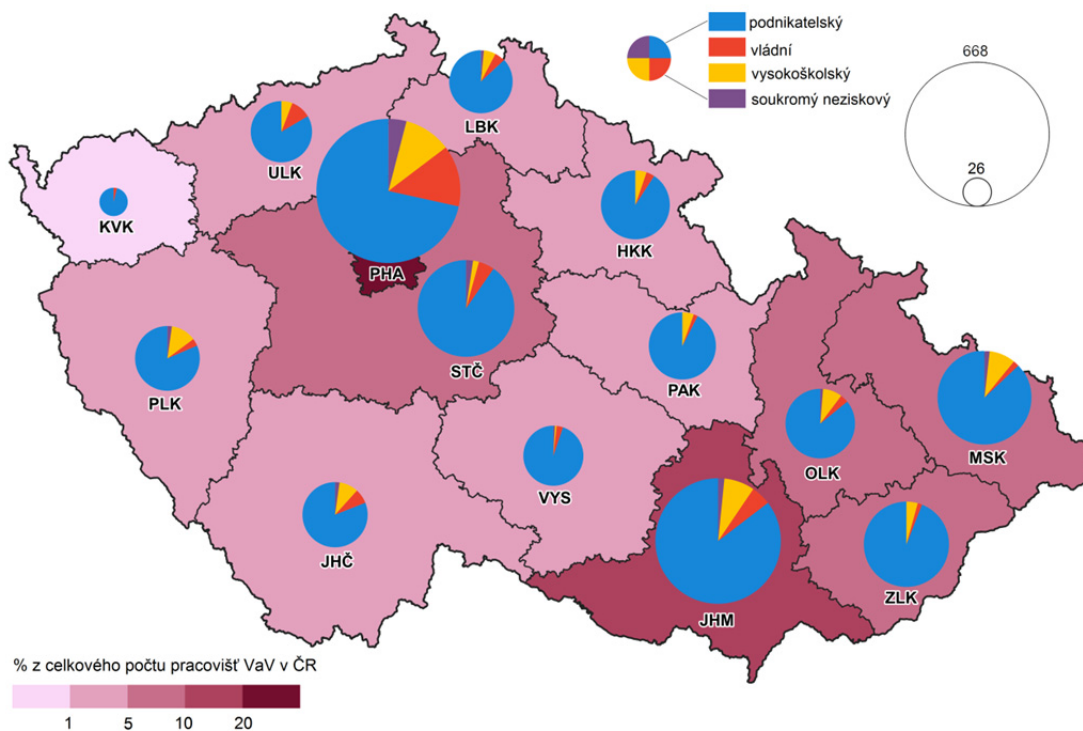 podnikatelský
vládní
vysokoškolský
soukromý neziskový
668
26
LBK
ULK
KVK
HKK
PHA
STČ
PLK
PAK
MSK
OLK
VYS
JHČ
ZLK
JHM
% z celkového počtu pracovišť VaV v ČR
1 5 10 20